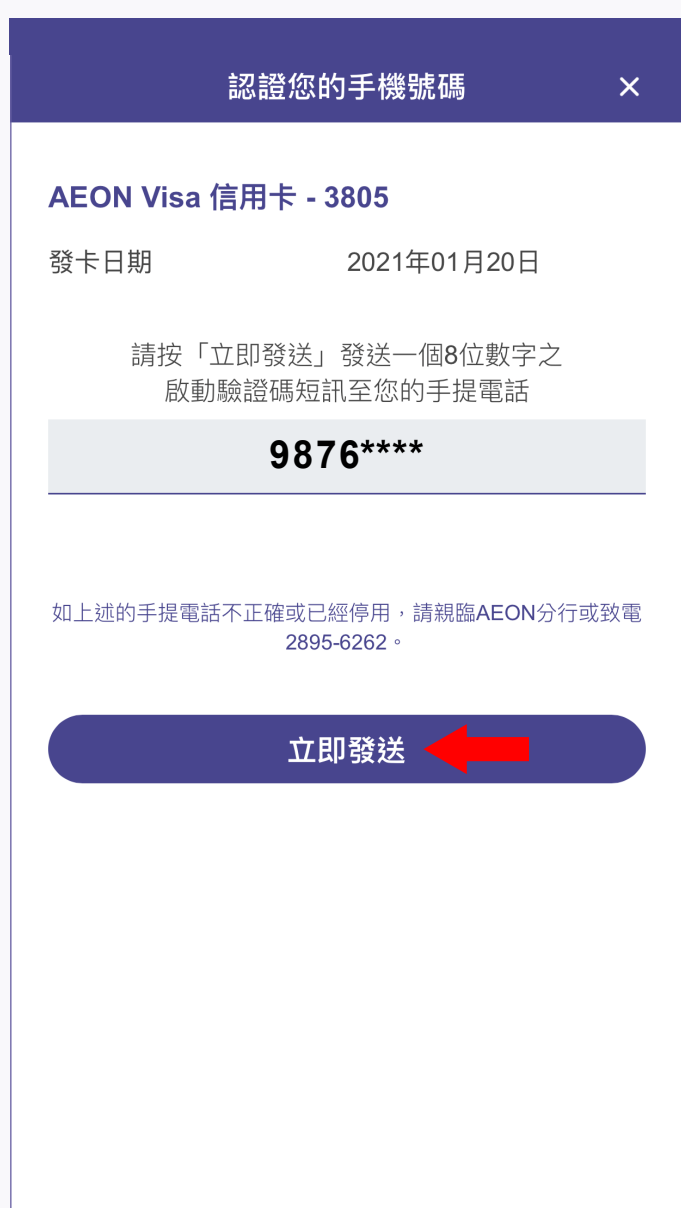 認證您的手機號碼 ×
AEON Visa 信用卡 - 3805
發卡日期 2021年01月20日
請按「立即發送」發送一個8位數字之
啟動驗證碼短訊至您的手提電話
9876****
如上述的手提電話不正確或已經停用，請親臨AEON分行或致電
2895-6262。
立即發送